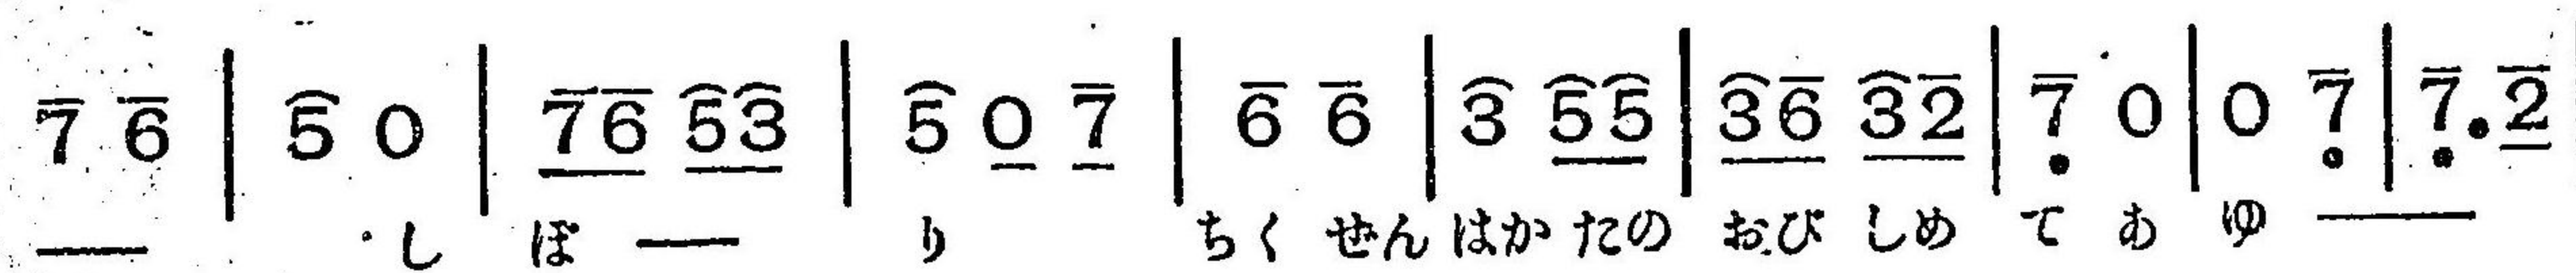 7 6 | 5 0 | 76 53 | 5 0 7 | 6 6 | 3 55 | 36 32 | 7 0 | 0 7 | 7. 2
― しぼ ― り ちくせんはかたの おびしめてあゆ ―